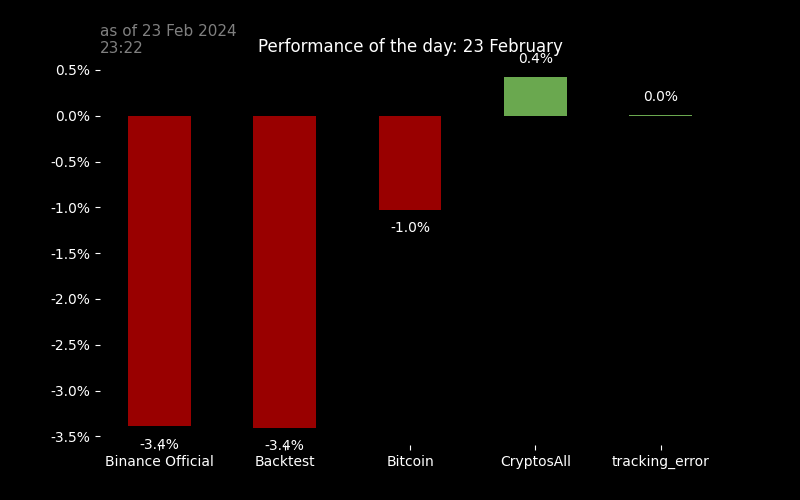 as of 23 Feb 2024
23:22
Performance of the day: 23 February
0.5%
0.0%
-0.5%
-1.0%
-1.5%
-2.0%
-2.5%
-3.0%
-3.5%
-3.4%
-3.4%
-1.0%
0.4%
0.0%
Binance Official
Backtest
Bitcoin
CryptosAll
tracking_error